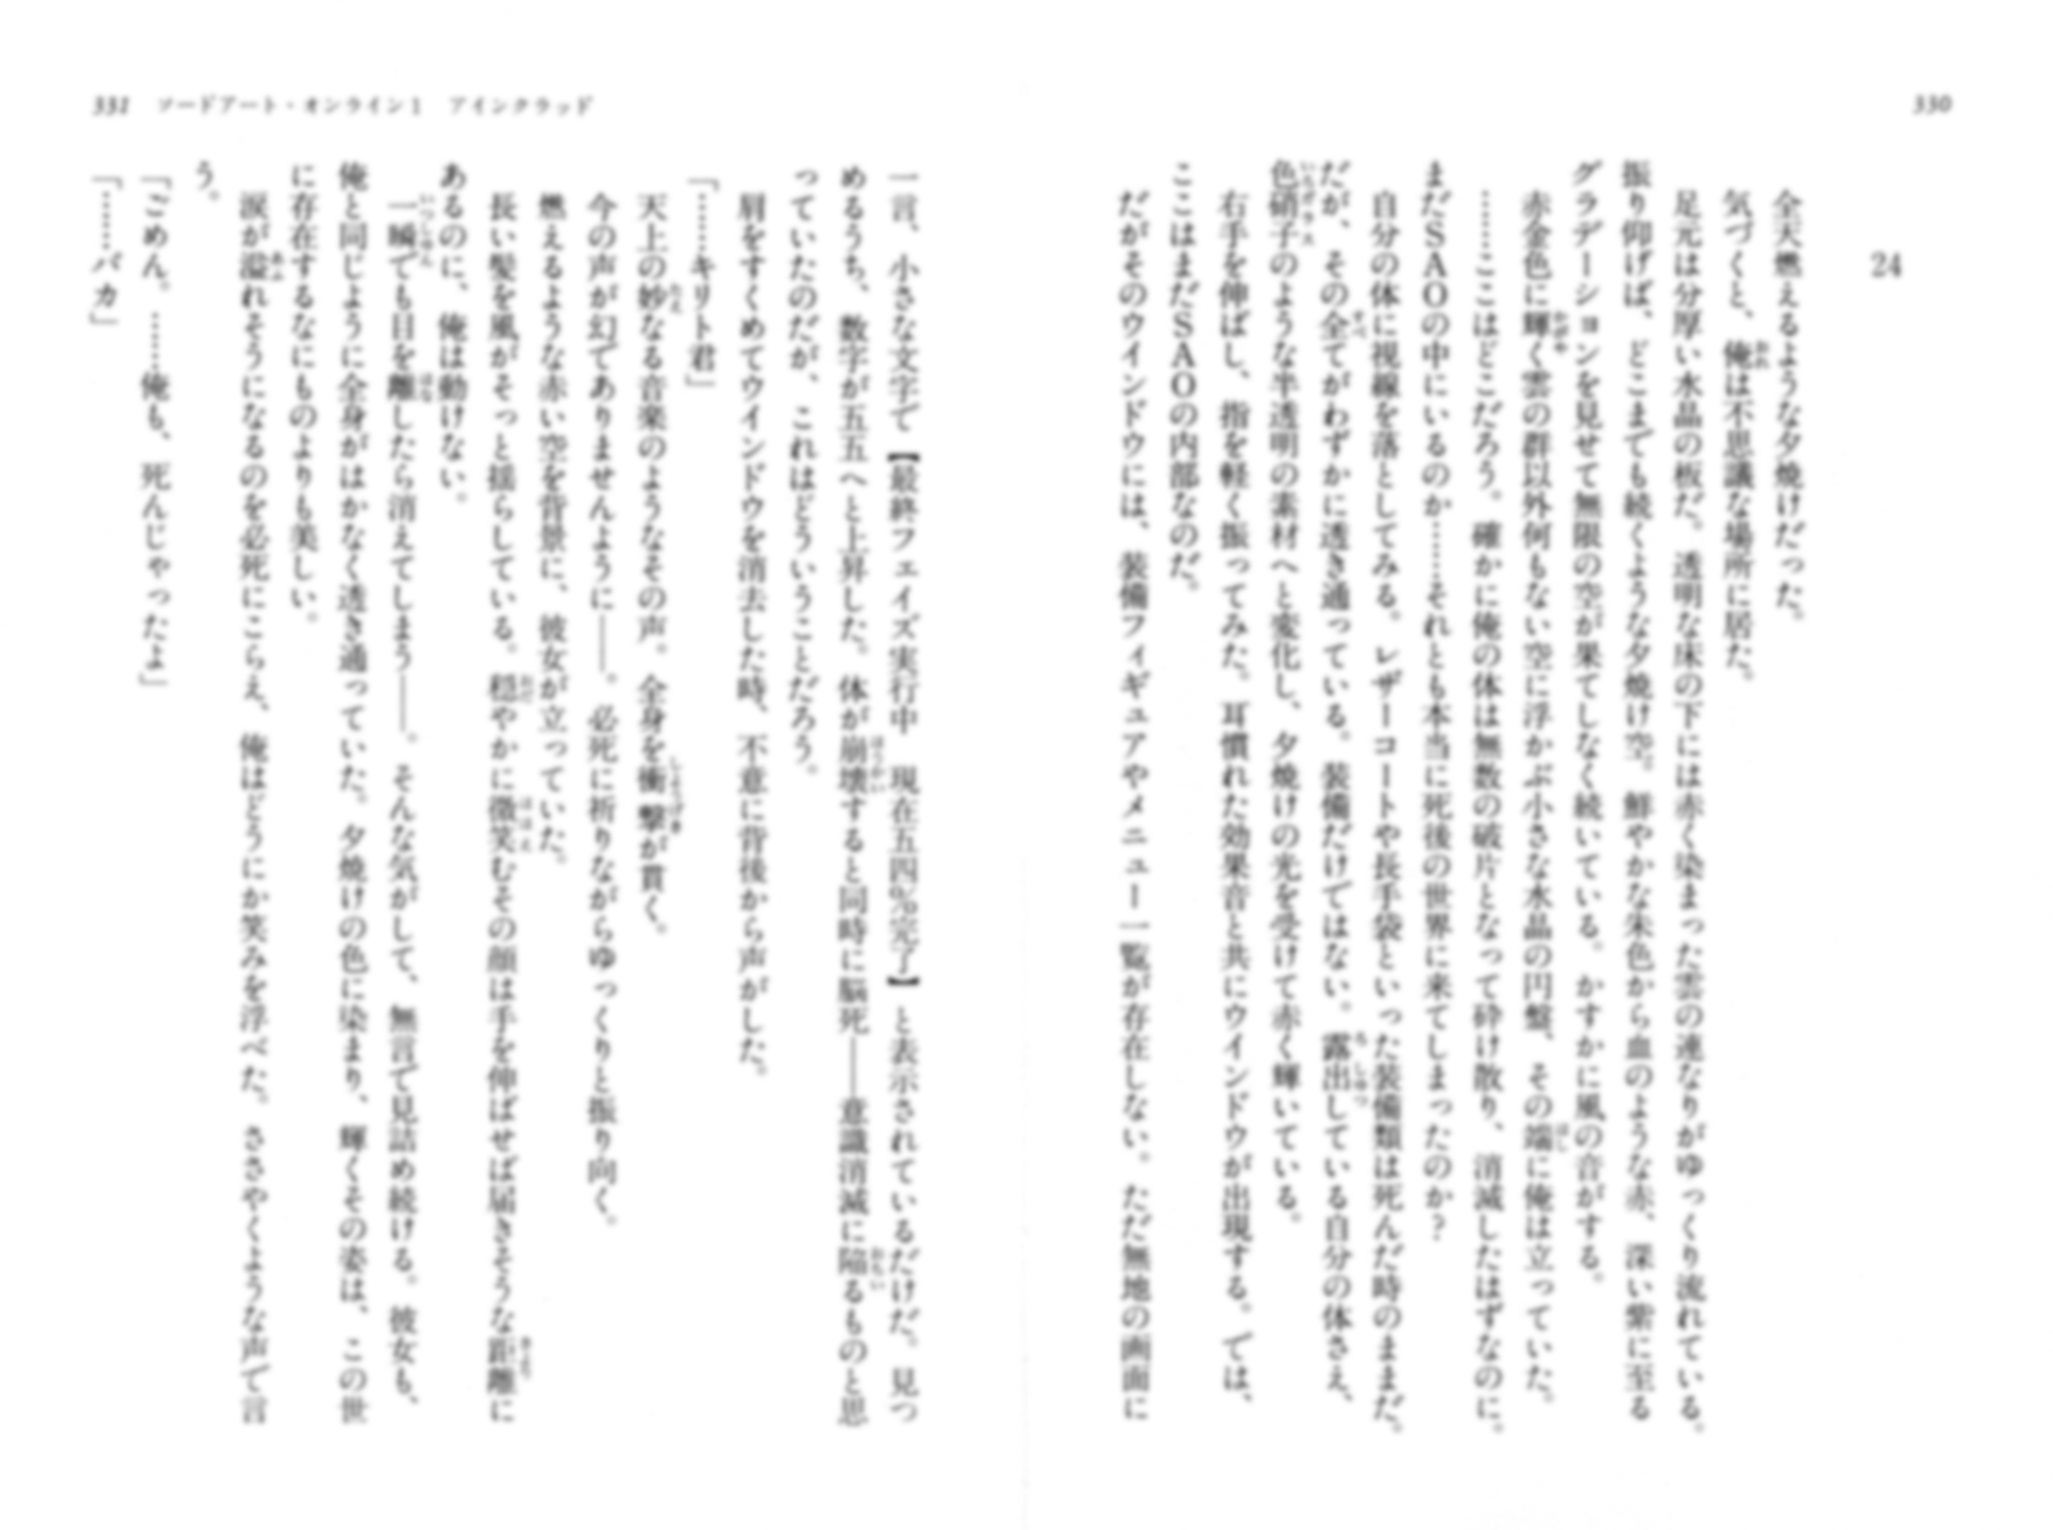 330
24
全天燃えるような夕焼けだった。
気づくと、俺は不思議な場所に居た。
足元は分厚い水晶の板だ。透明な床の下には赤く染まった雲の連なりがゆっくり流れている。
振り仰げば、どこまでも続くような夕焼け空。鮮やかな朱色から血のような赤、深い紫に至る
グラデーションを見せて無限の空が果てしなく続いている。かすかに風の音がする。
赤金色に輝く雲の群以外何もない空に浮かぶ小さな水晶の円盤、その端に俺は立っていた。
……ここはどこだろう。確かに俺の体は無数の破片となって砕け散り、消滅したはずなのに。
まだSAOの中にいるのか……それとも本当に死後の世界に来てしまったのか？
自分の体に視線を落としてみる。レザーコートや長手袋といった装備類は死んだ時のままだ。
だが、その全てがわずかに透き通っている。装備だけではない。露出している自分の体さえ、
色硝子のような半透明の素材へと変化し、夕焼けの光を受けて赤く輝いている。
右手を伸ばし、指を軽く振ってみた。耳慣れた効果音と共にウインドウが出現する。では、
ここはまだSAOの内部なのだ。
だがそのウインドウには、装備フィギュアやメニュー一覧が存在しない。ただ無地の画面に
331　ソードアート・オンライン1　アインクラッド
一言、小さな文字で【最終フェイズ実行中　現在五四％完了】と表示されているだけだ。見つ
めるうち、数字が五五へと上昇した。体が崩壊すると同時に脳死――意識消滅に陥るものと思
っていたのだが、これはどういうことだろう。
肩をすくめてウインドウを消去した時、不意に背後から声がした。
「……キリト君」
天上の妙なる音楽のようなその声。全身を衝撃が貫く。
今の声が幻でありませんように――。必死に祈りながらゆっくりと振り向く。
燃えるような赤い空を背景に、彼女が立っていた。
長い髪を風がそっと揺らしている。穏やかに微笑むその顔は手を伸ばせば届きそうな距離に
あるのに、俺は動けない。
一瞬でも目を離したら消えてしまう――。そんな気がして、無言で見詰め続ける。彼女も、
俺と同じように全身がはかなく透き通っていた。夕焼けの色に染まり、輝くその姿は、この世
に存在するなにものよりも美しい。
涙が溢れそうになるのを必死にこらえ、俺はどうにか笑みを浮べた。ささやくような声で言
う。
「ごめん。……俺も、死んじゃったよ」
「……バカ」